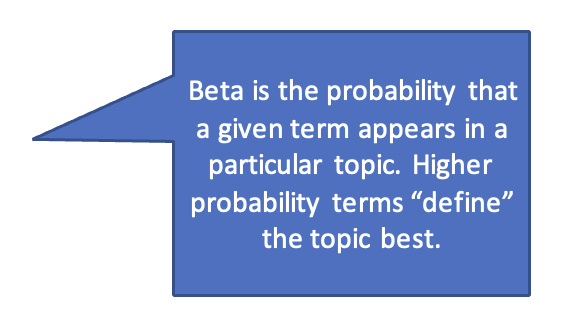 Beta is the probability that
a given term appears in a
particular topic. Higher
probability terms “define”
the topic best.